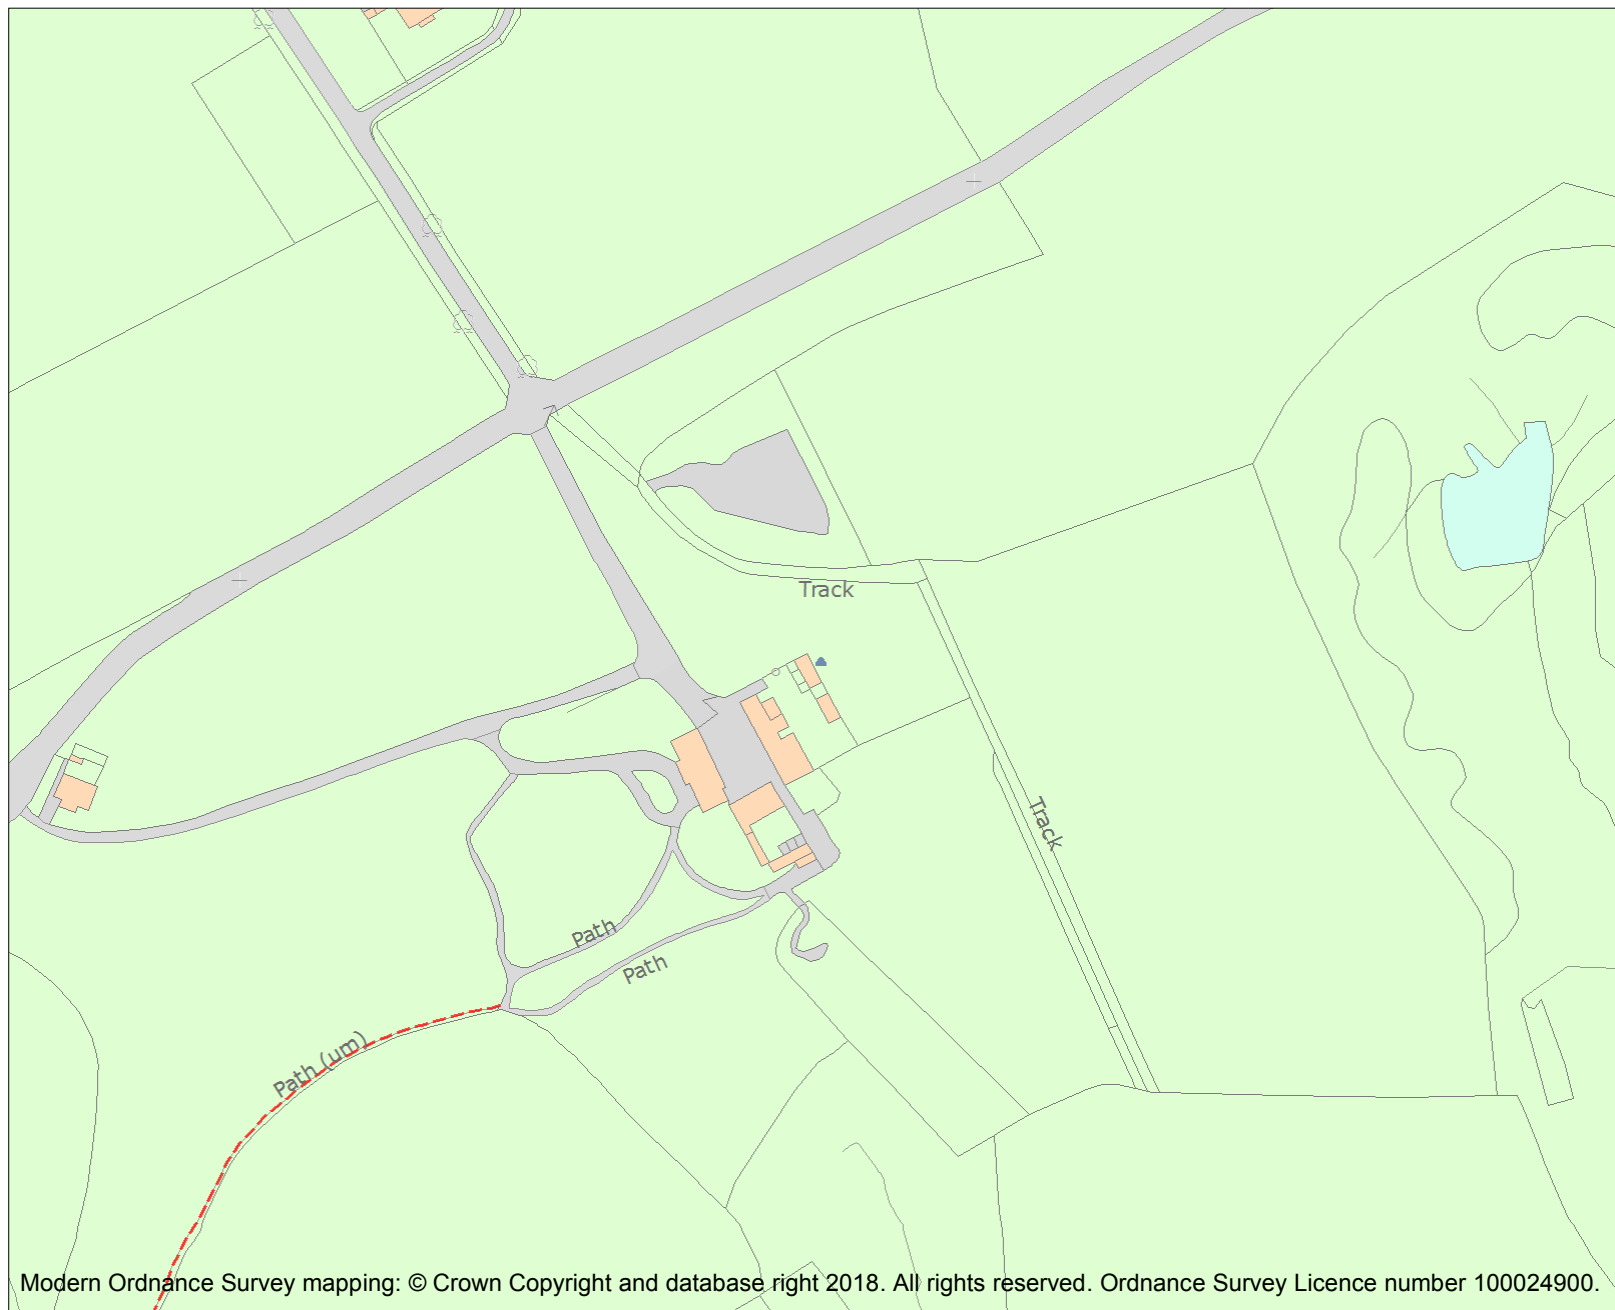 Track
Track
Path
Path
Path (um)
Modern Ordnance Survey mapping: © Crown Copyright and database right 2018. All rights reserved. Ordnance Survey Licence number 100024900.